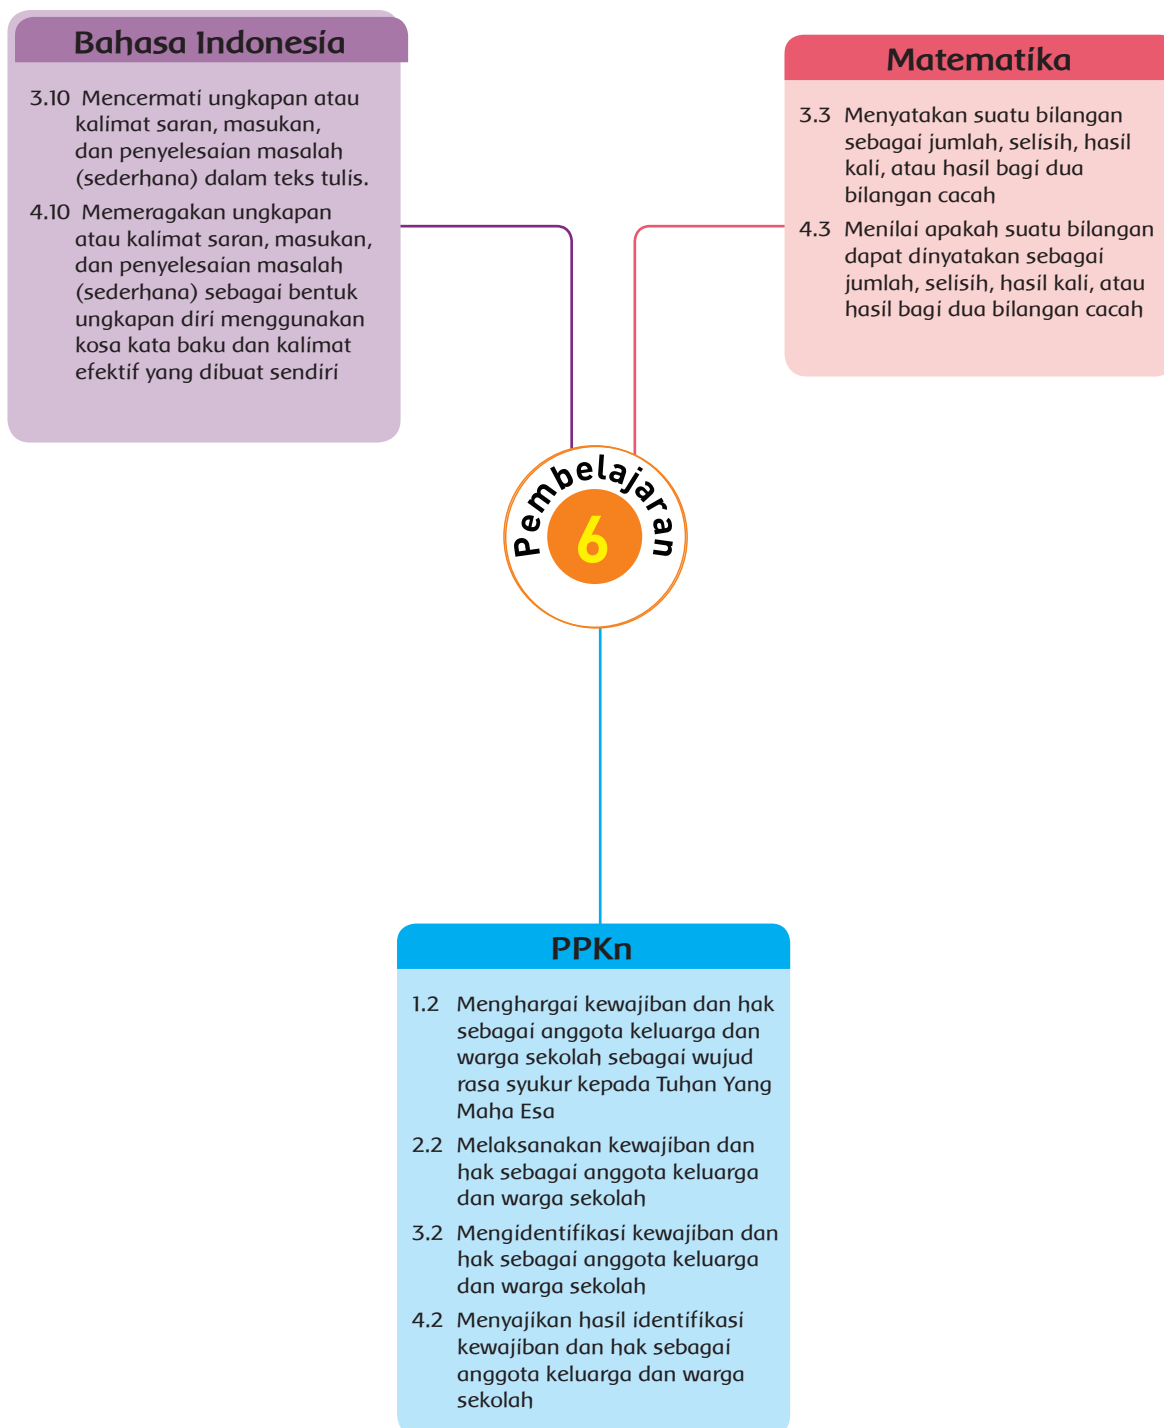 Bahasa Indonesia
3.10 Mencermati ungkapan atau
kalimat saran, masukan,
dan penyelesaian masalah
(sederhana) dalam teks tulis.
4.10 Memeragakan ungkapan
atau kalimat saran, masukan,
dan penyelesaian masalah
(sederhana) sebagai bentuk
ungkapan diri menggunakan
kosa kata baku dan kalimat
efektif yang dibuat sendiri
Matematika
3.3 Menyatakan suatu bilangan
sebagai jumlah, selisih, hasil
kali, atau hasil bagi dua
bilangan cacah
4.3 Menilai apakah suatu bilangan
dapat dinyatakan sebagai
jumlah, selisih, hasil kali, atau
hasil bagi dua bilangan cacah
Pembelajaran
6
PPKn
1.2 Menghargai kewajiban dan hak
sebagai anggota keluarga dan
warga sekolah sebagai wujud
rasa syukur kepada Tuhan Yang
Maha Esa
2.2 Melaksanakan kewajiban dan
hak sebagai anggota keluarga
dan warga sekolah
3.2 Mengidentifikasi kewajiban dan
hak sebagai anggota keluarga
dan warga sekolah
4.2 Menyajikan hasil identifikasi
kewajiban dan hak sebagai
anggota keluarga dan warga
sekolah